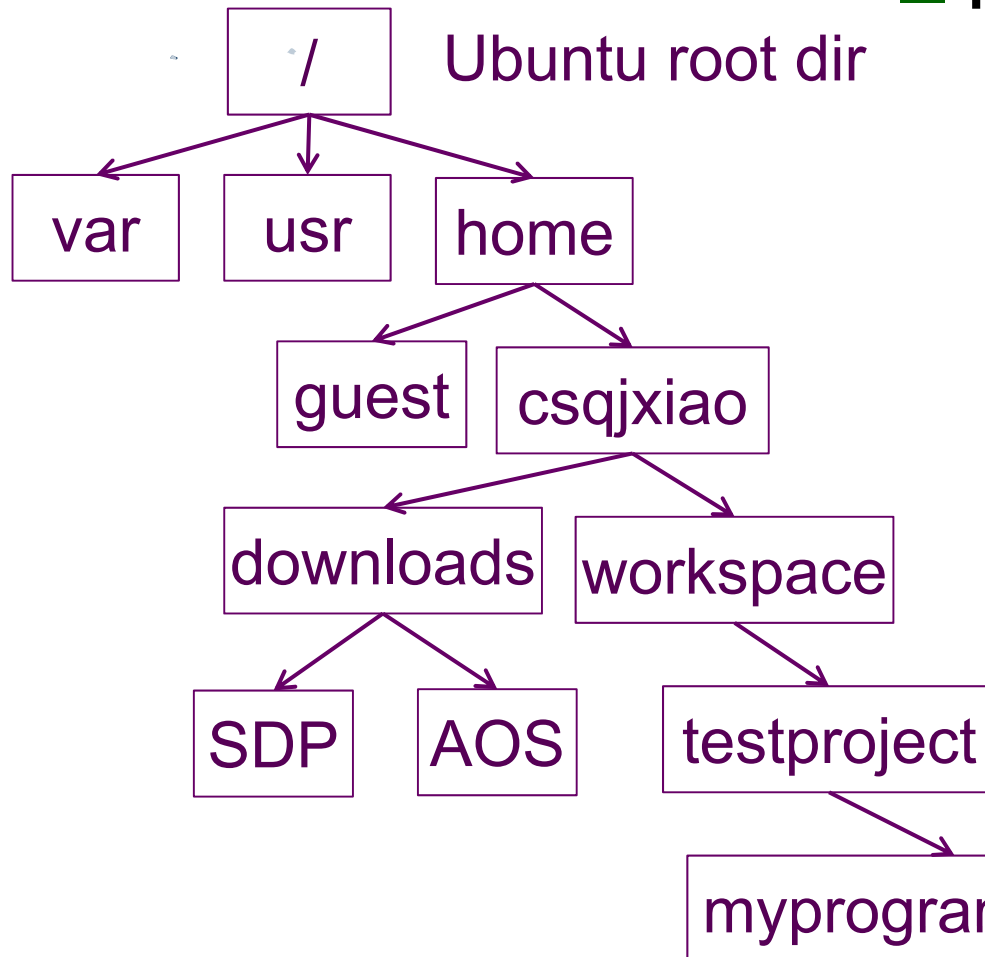 / Ubuntu root dir
var usr home
guest csqjxiao
downloads workspace
SDP AOS testproject